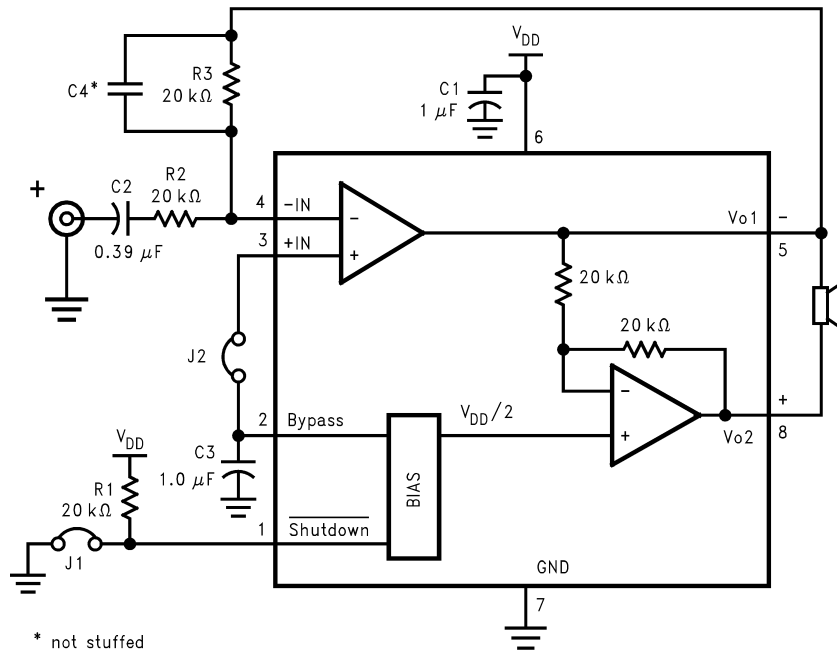 V_DD
C4*
R3
20 kΩ
C1
1 µF
6
+
C2
0.39 µF
R2
20 kΩ
4
-IN
-
3
+IN
+
Vo1
-
5
20 kΩ
20 kΩ
J2
-
+
+
Vo2
8
2
Bypass
V_DD/2
C3
1.0 µF
BIAS
V_DD
R1
20 kΩ
1
Shutdown
J1
GND
7
* not stuffed